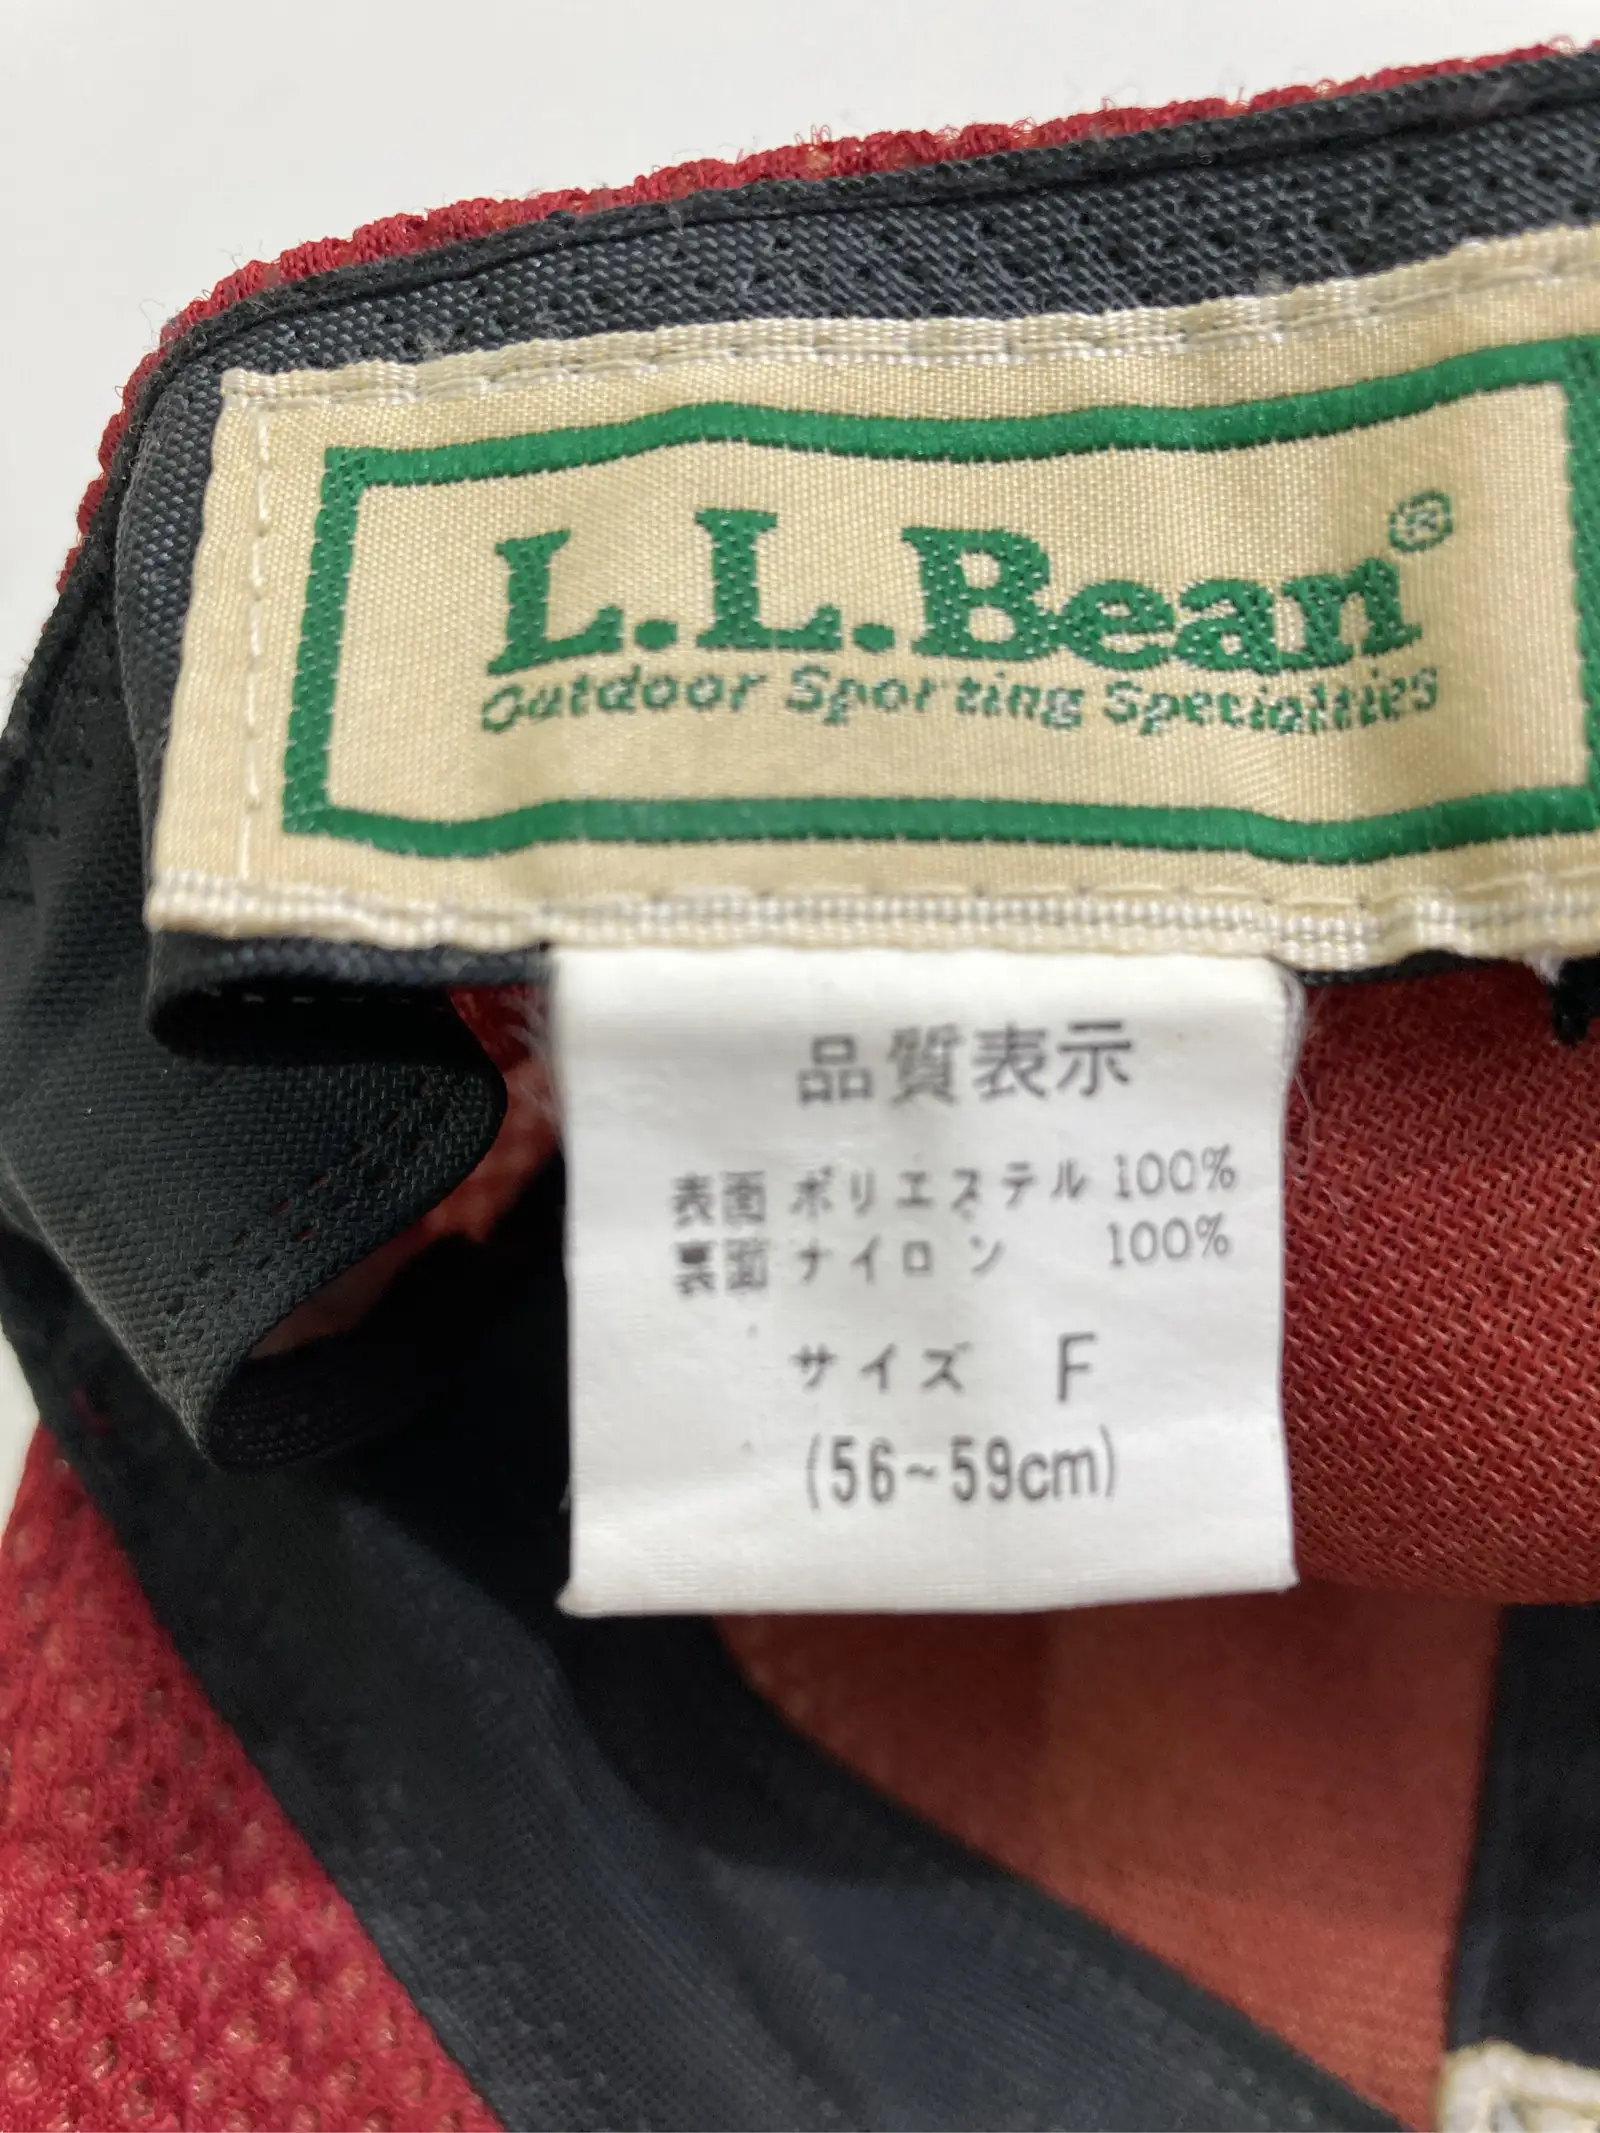 L.L.Bean®
Outdoor Sporting Specialties
品質表示
表面 ポリエステル 100%
裏面 ナイロン 100%
サイズ F
(56~59cm)